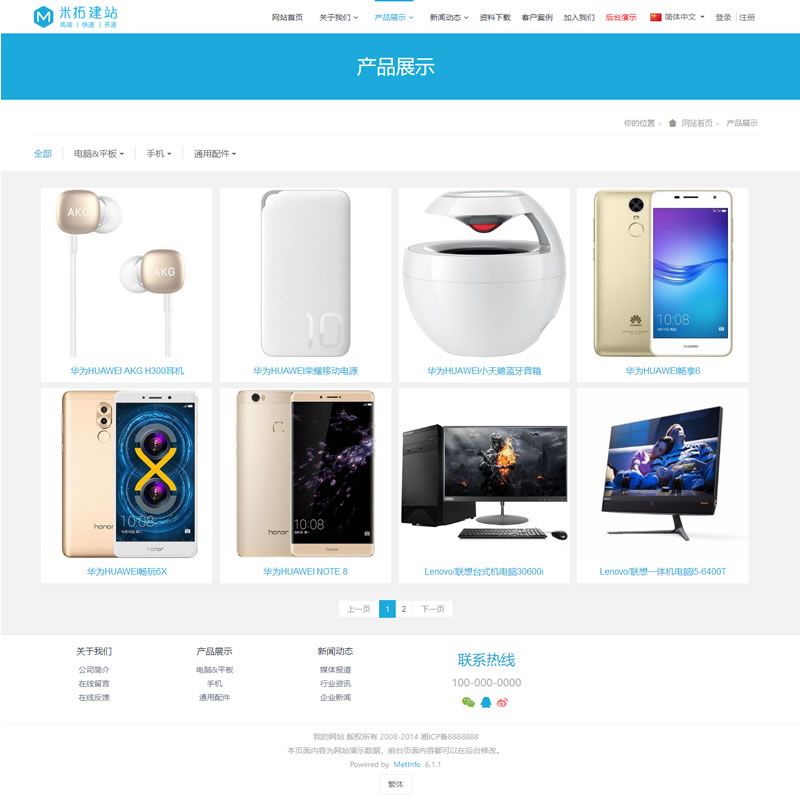 米拓建站
高端 | 快速 | 开源
网站首页 关于我们 产品展示 新闻动态 资料下载 客户案例 加入我们 后台演示 简体中文 登录 注册
产品展示
你的位置 > 网站首页 > 产品展示
全部 电脑&平板 手机 通用配件
AKG
AKG
10
10:08
HUAWEI
HUAWEI
华为HUAWEI AKG H300耳机 华为HUAWEI荣耀移动电源 华为HUAWEI小天鹅蓝牙音箱 华为HUAWEI畅享6
10:08
honor
honor
honor
10:08
honor
华为HUAWEI畅玩6X 华为HUAWEI NOTE 8 Lenovo/联想台式机电脑30600i Lenovo/联想一体机电脑I5-6400T
上一页 1 2 下一页
关于我们 产品展示 新闻动态 联系热线
公司简介 电脑&平板 媒体报道
在线留言 手机 行业资讯 100-000-0000
在线反馈 通用配件 企业新闻
我的网站 版权所有 2008-2014 湘ICP备8888888
本页面内容为网站演示数据，前台页面内容都可以在后台修改。
Powered by MetInfo 6.1.1
繁体